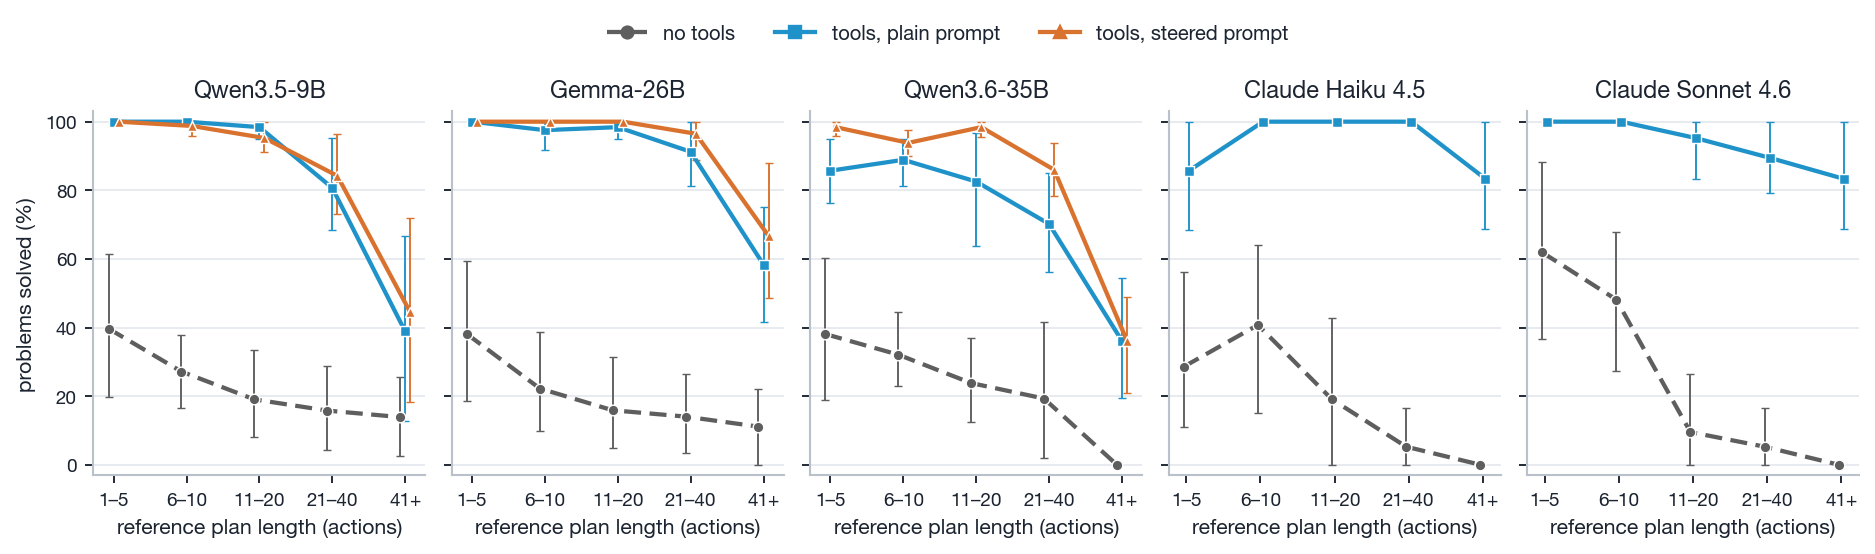 no tools tools, plain prompt tools, steered prompt
Qwen3.5-9B Gemma-26B Qwen3.6-35B Claude Haiku 4.5 Claude Sonnet 4.6
problems solved (%)
100
80
60
40
20
0
1–5 6–10 11–20 21–40 41+ 1–5 6–10 11–20 21–40 41+ 1–5 6–10 11–20 21–40 41+ 1–5 6–10 11–20 21–40 41+ 1–5 6–10 11–20 21–40 41+
reference plan length (actions) reference plan length (actions) reference plan length (actions) reference plan length (actions) reference plan length (actions)